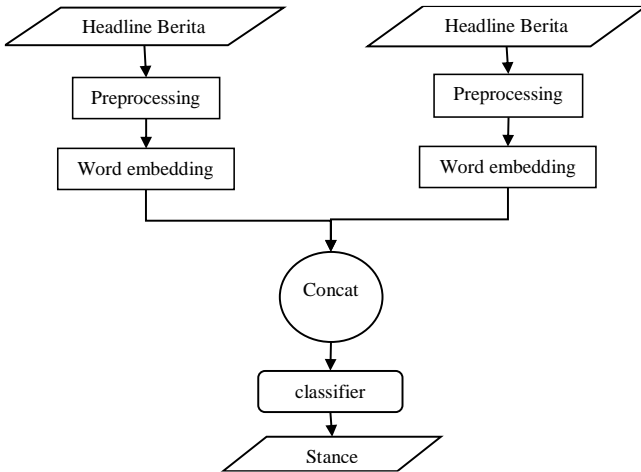 Headline Berita
Headline Berita
Preprocessing
Preprocessing
Word embedding
Word embedding
Concat
classifier
Stance